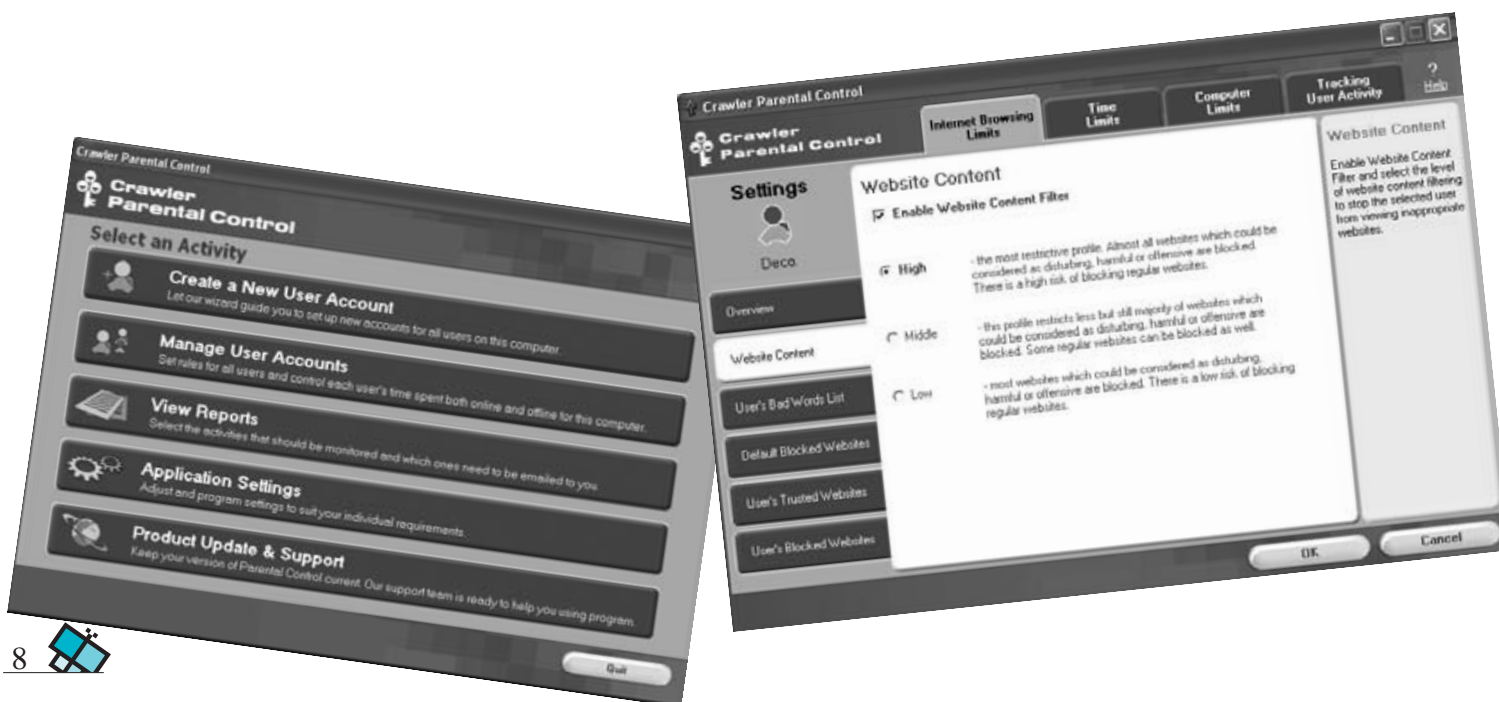 Crawler Parental Control
Crawler
Parental Control
Select an Activity
Create a New User Account
Let our wizard guide you to set up new accounts for all users on this computer.
Manage User Accounts
Set rules for all users and control each user's time spent both online and offline for this computer.
View Reports
Select the activities that should be monitored and which ones need to be emailed to you.
Application Settings
Adjust and program settings to suit your individual requirements.
Product Update & Support
Keep your version of Parental Control current. Our support team is ready to help you using program.
Quit
8
Crawler Parental Control
Crawler
Parental Control
Internet Browsing
Limits
Time
Limits
Computer
Limits
Tracking
User Activity
?
Help
Settings
Deco
Overview
Website Content
User's Bad Words List
Default Blocked Websites
User's Trusted Websites
User's Blocked Websites
Website Content
Enable Website Content Filter
High
- the most restrictive profile. Almost all websites which could be
considered as disturbing, harmful or offensive are blocked.
There is a high risk of blocking regular websites.
Middle
- this profile restricts less but still majority of websites which
could be considered as disturbing, harmful or offensive are
blocked. Some regular websites can be blocked as well.
Low
- most websites which could be considered as disturbing,
harmful or offensive are blocked. There is a low risk of blocking
regular websites.
Website Content
Enable Website Content
Filter and select the level
of website content filtering
to stop the selected user
from viewing inappropriate
websites.
OK
Cancel